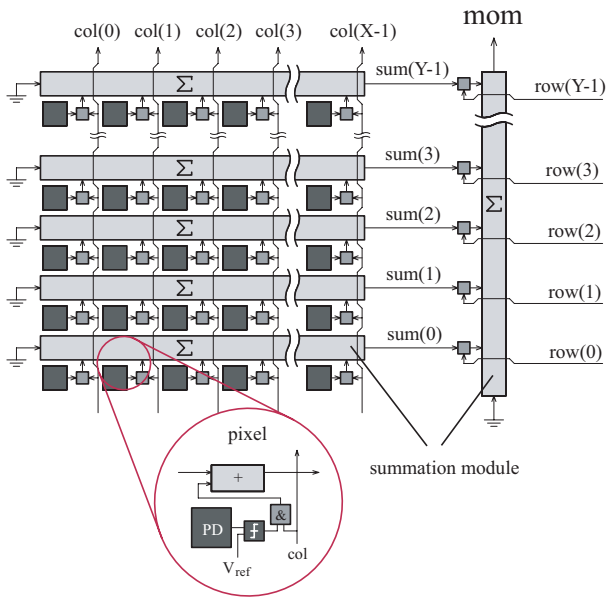 mom
col(0) col(1) col(2) col(3) col(X-1)
Σ sum(Y-1) row(Y-1)
Σ sum(3) row(3)
Σ
Σ sum(2) row(2)
Σ sum(1) row(1)
Σ sum(0) row(0)
pixel
summation module
+
&
PD
col
Vref